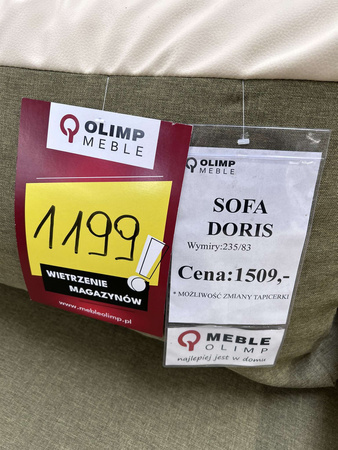 OLIMP
MEBLE
1199
!
WIETRZENIE
MAGAZYNÓW
www.mebleolimp.pl
OLIMP
MEBLE
SOFA
DORIS
Wymiry:235/83
Cena:1509,-
* MOŻLIWOŚĆ ZMIANY TAPICERKI
MEBLE
OLIMP
najlepiej jest w domu